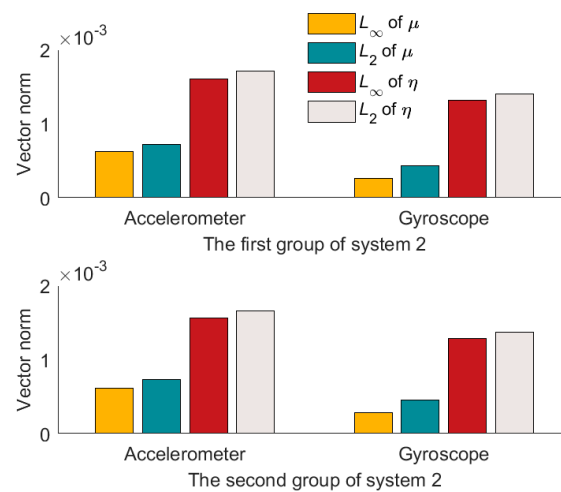 ×10-3
L∞ of μ
L2 of μ
L∞ of η
L2 of η
2
1
0
Vector norm
Accelerometer Gyroscope
The first group of system 2
×10-3
2
1
0
Vector norm
Accelerometer Gyroscope
The second group of system 2